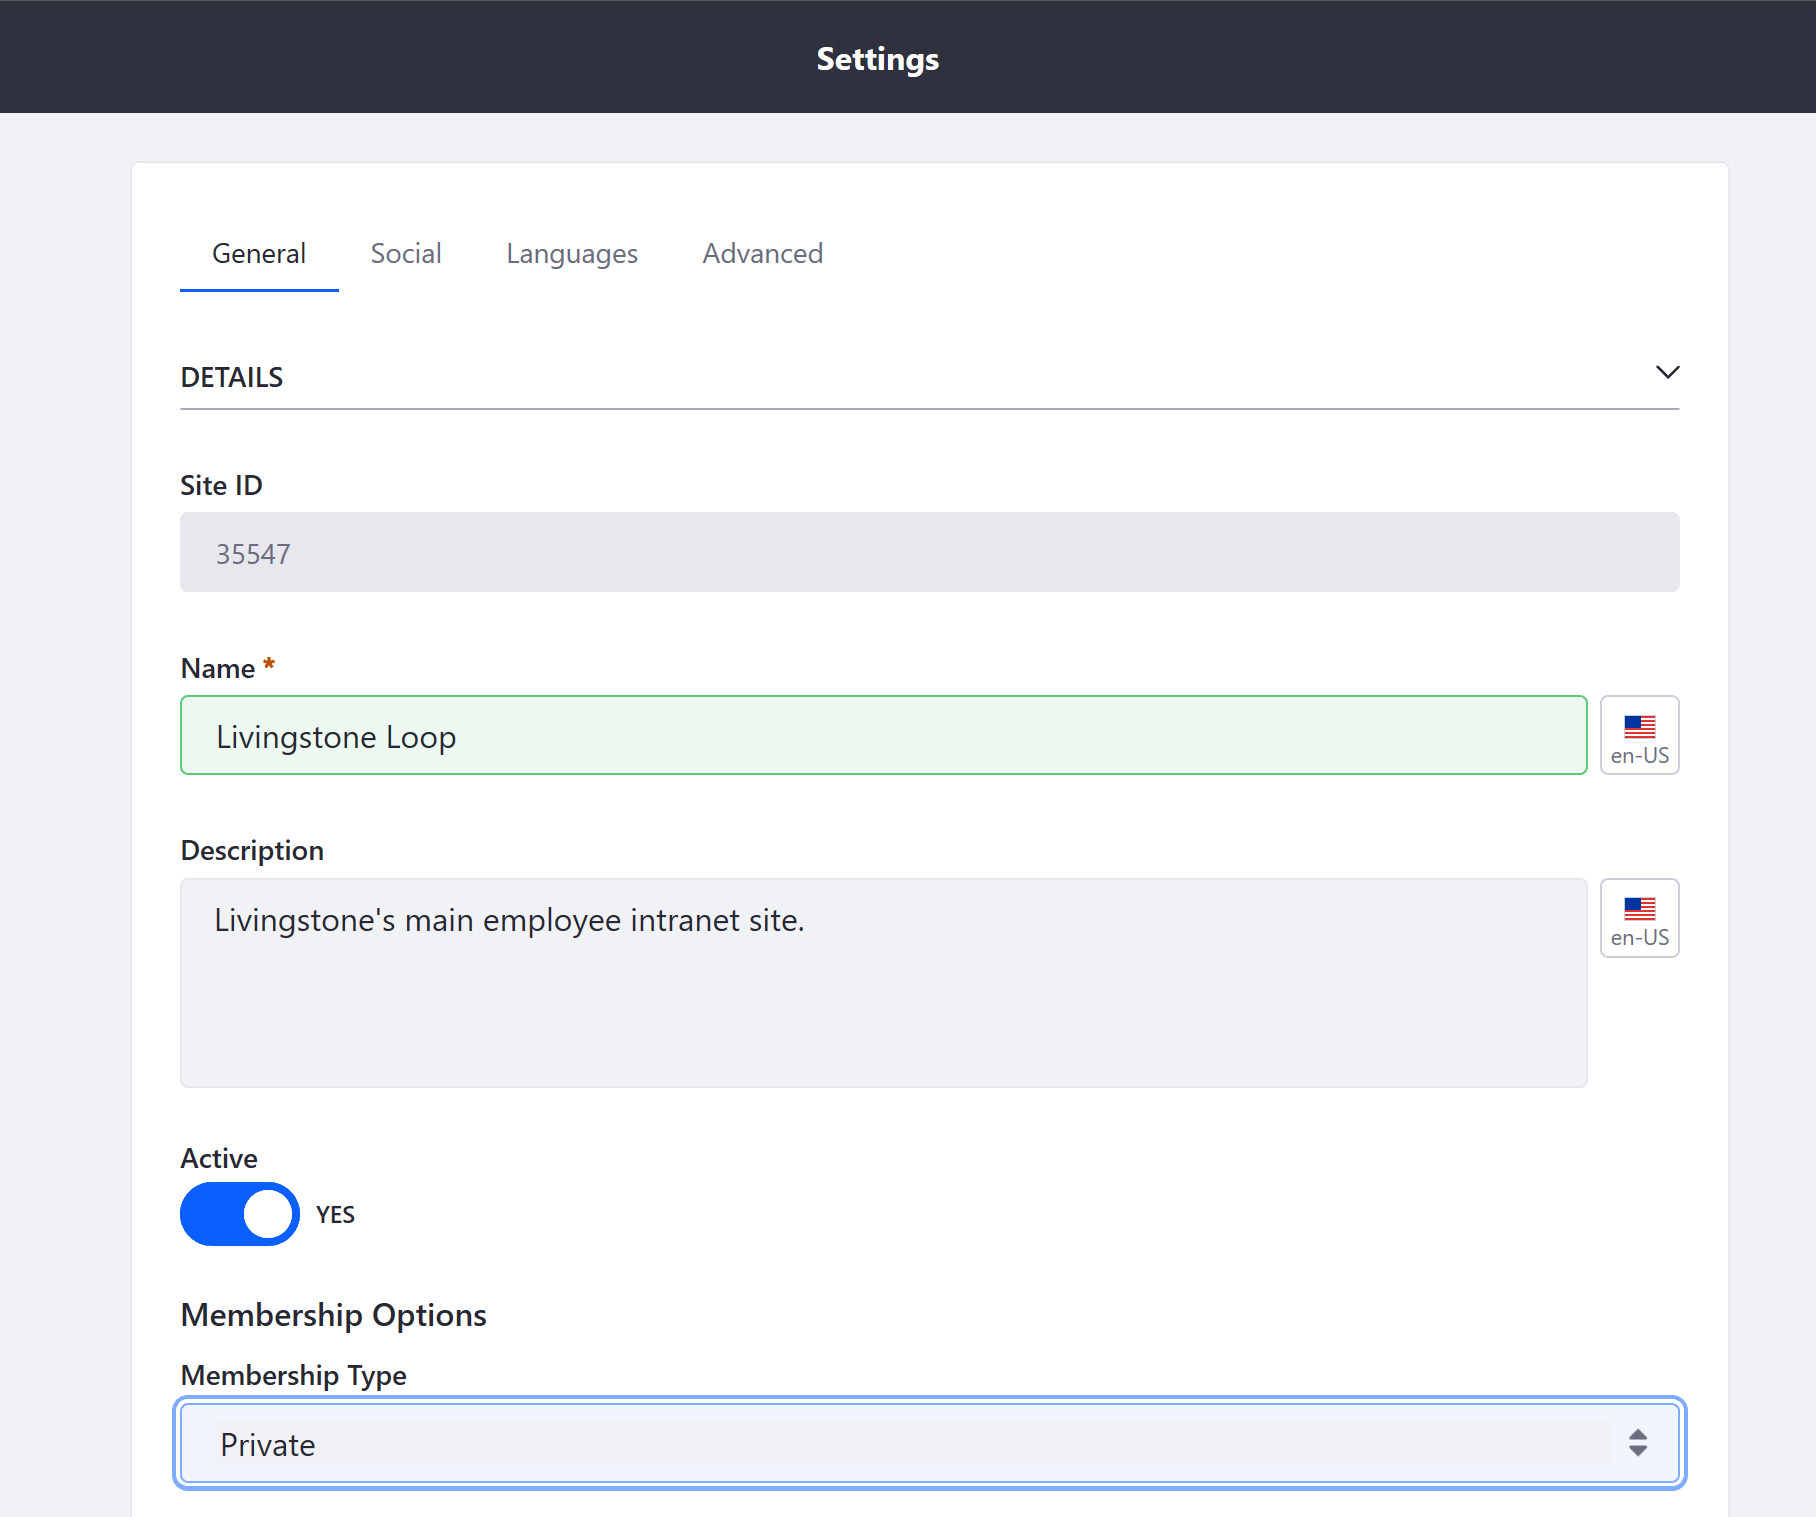 Settings
General Social Languages Advanced
DETAILS
Site ID
35547
Name *
Livingstone Loop
en-US
Description
Livingstone's main employee intranet site.
en-US
Active
YES
Membership Options
Membership Type
Private